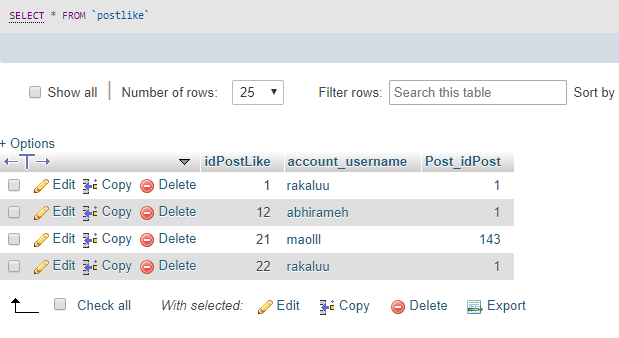 SELECT * FROM `postlike`
Show all Number of rows: 25 Filter rows: Search this table Sort by
+ Options
idPostLike account_username Post_idPost
Edit Copy Delete 1 rakaluu 1
Edit Copy Delete 12 abhirameh 1
Edit Copy Delete 21 maolll 143
Edit Copy Delete 22 rakaluu 1
Check all With selected: Edit Copy Delete Export